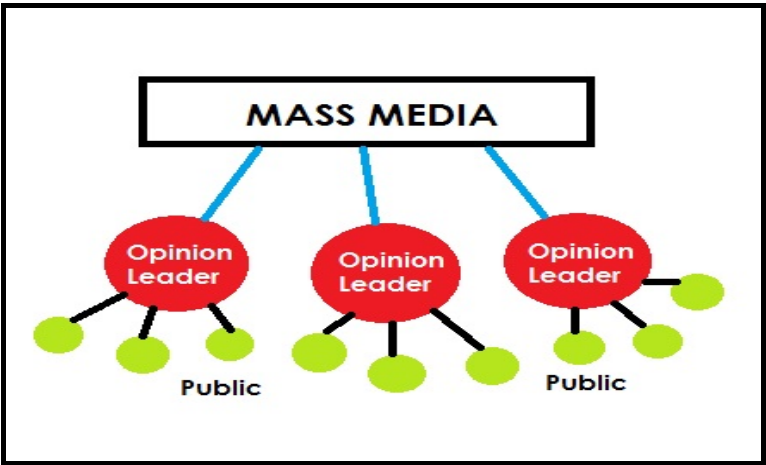 MASS MEDIA
Opinion
Leader
Opinion
Leader
Opinion
Leader
Public
Public